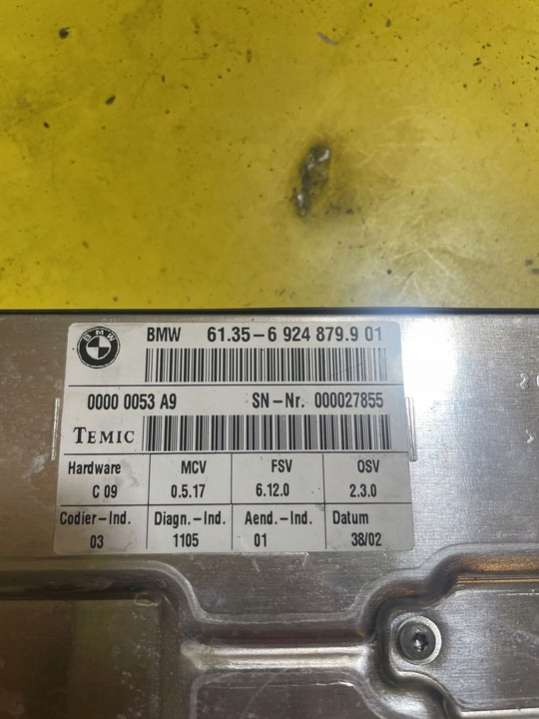 BMW
BMW 61.35-6 924 879.9 01
0000 0053 A9 SN-Nr. 000027855
TEMIC
Hardware MCV FSV OSV
C 09 0.5.17 6.12.0 2.3.0
Codier-Ind. Diagn.-Ind. Aend.-Ind. Datum
03 1105 01 38/02